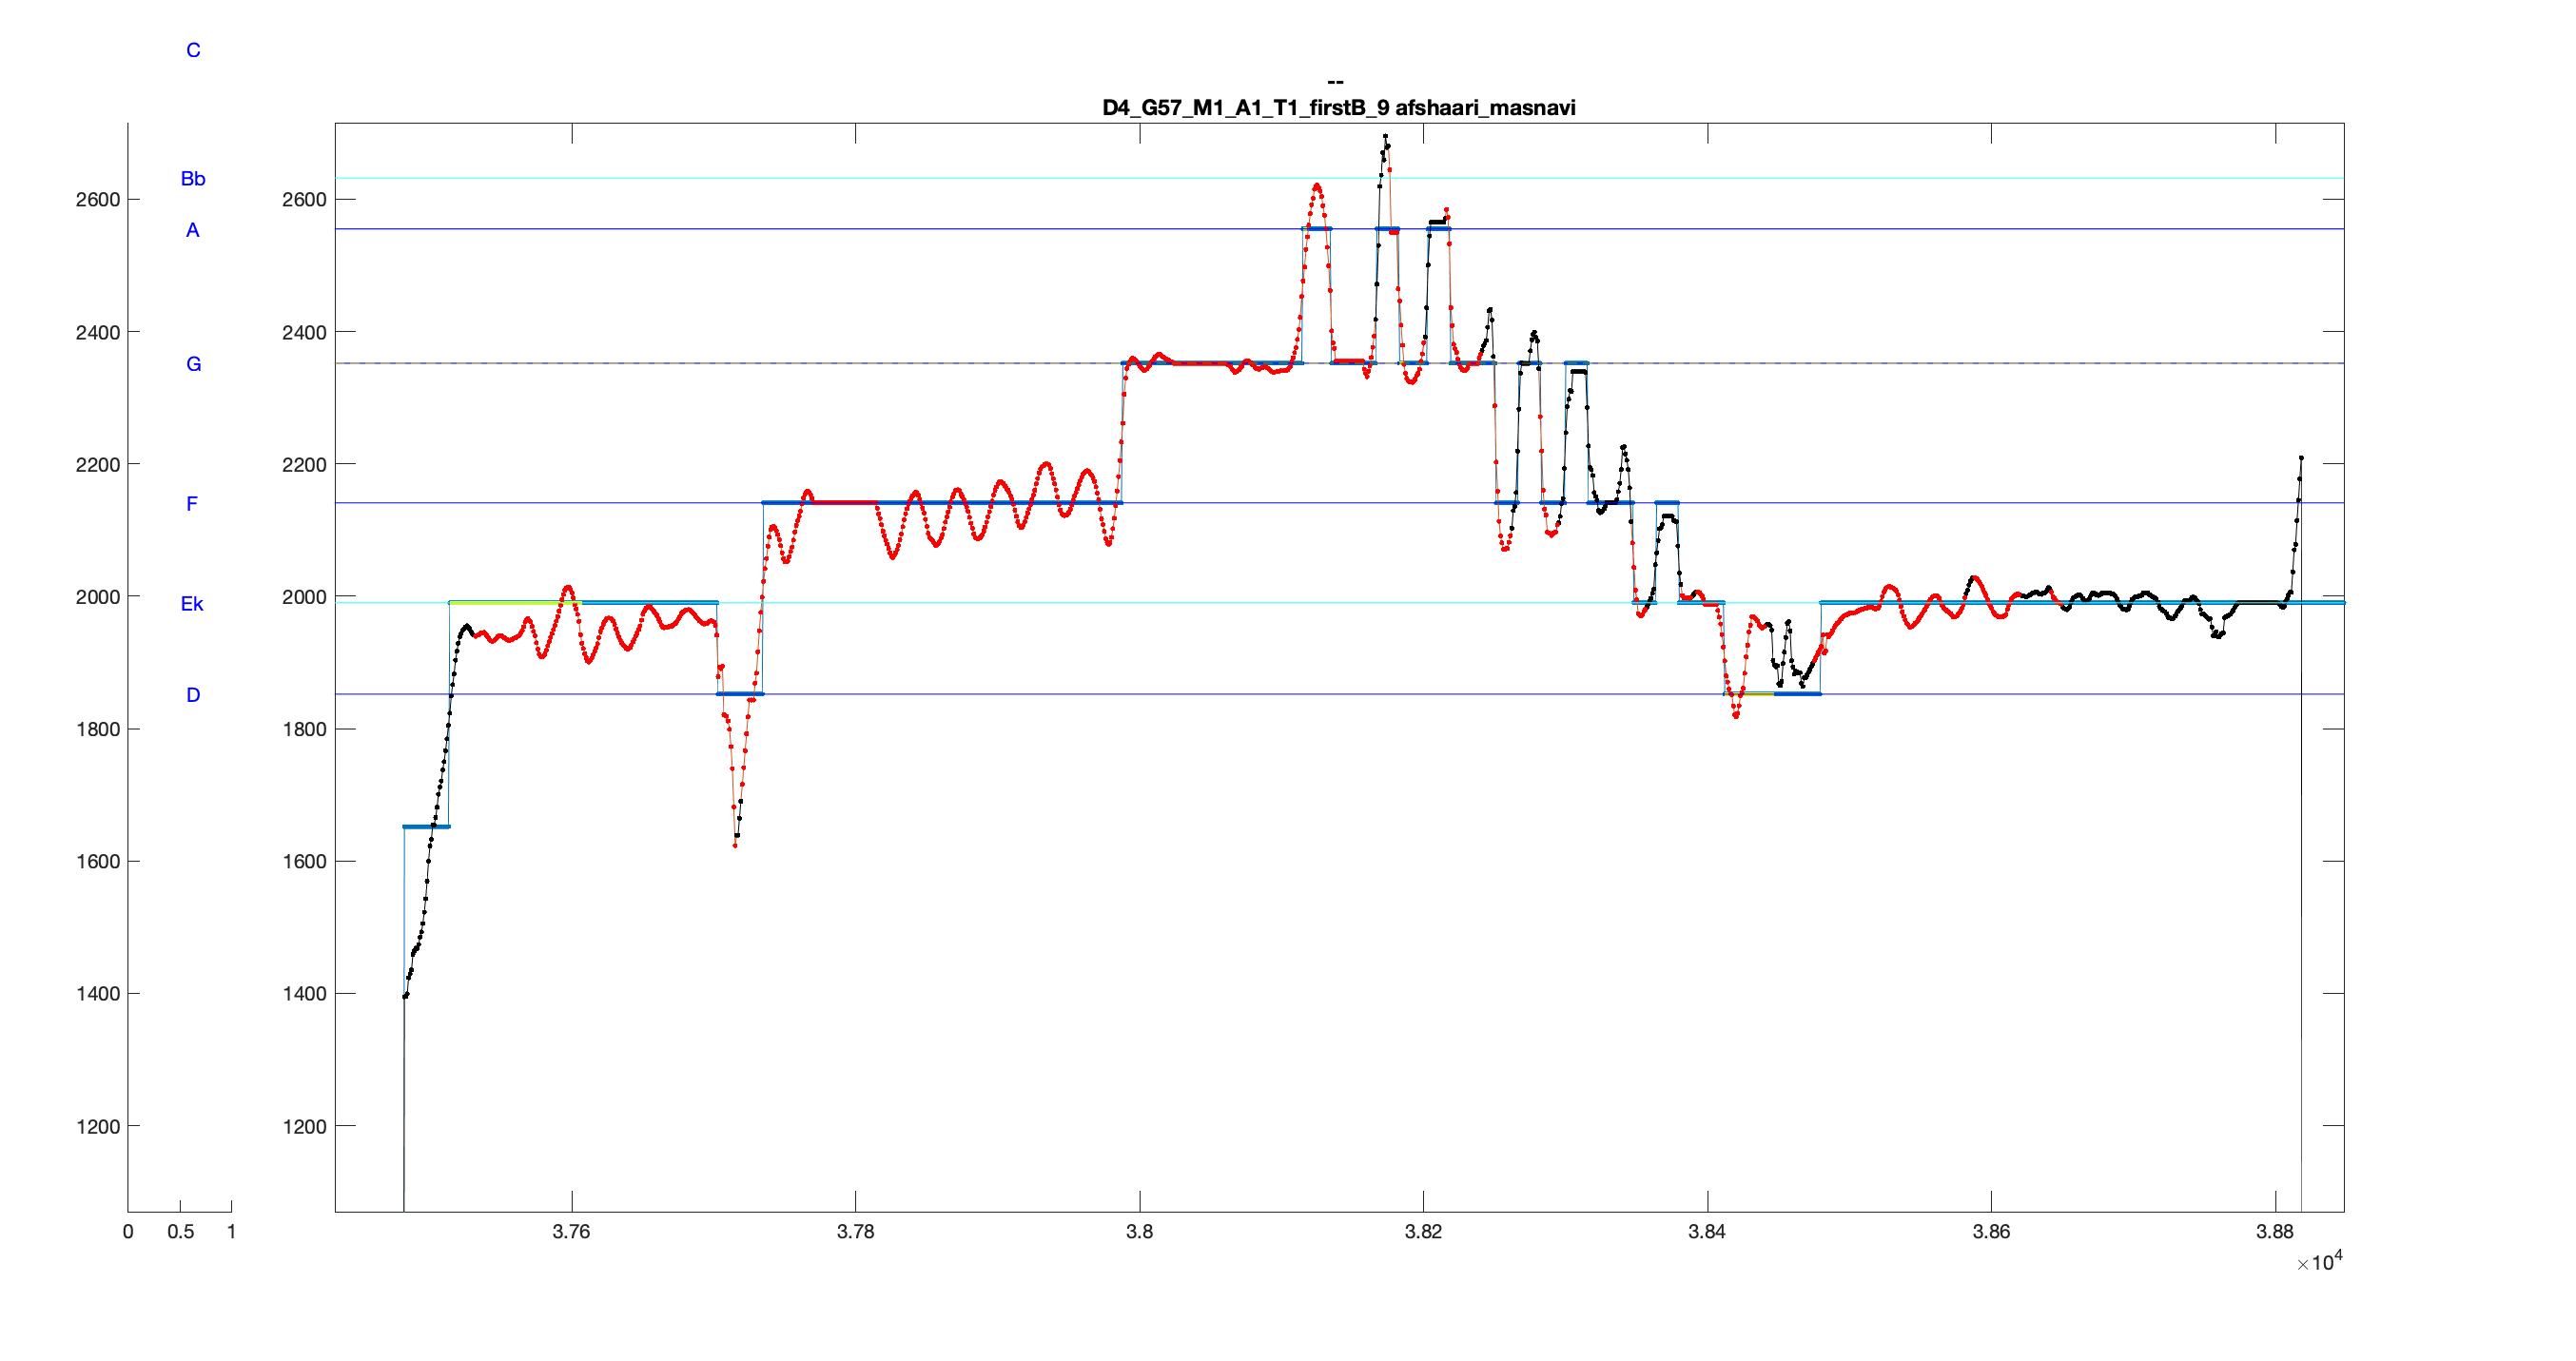 C
--
D4_G57_M1_A1_T1_firstB_9 afshaari_masnavi
Bb
2600 2600
A
2400 2400
G
2200 2200
F
2000 Ek 2000
D
1800 1800
1600 1600
1400 1400
1200 1200
0 0.5 1 3.76 3.78 3.8 3.82 3.84 3.86 3.88
×10⁴